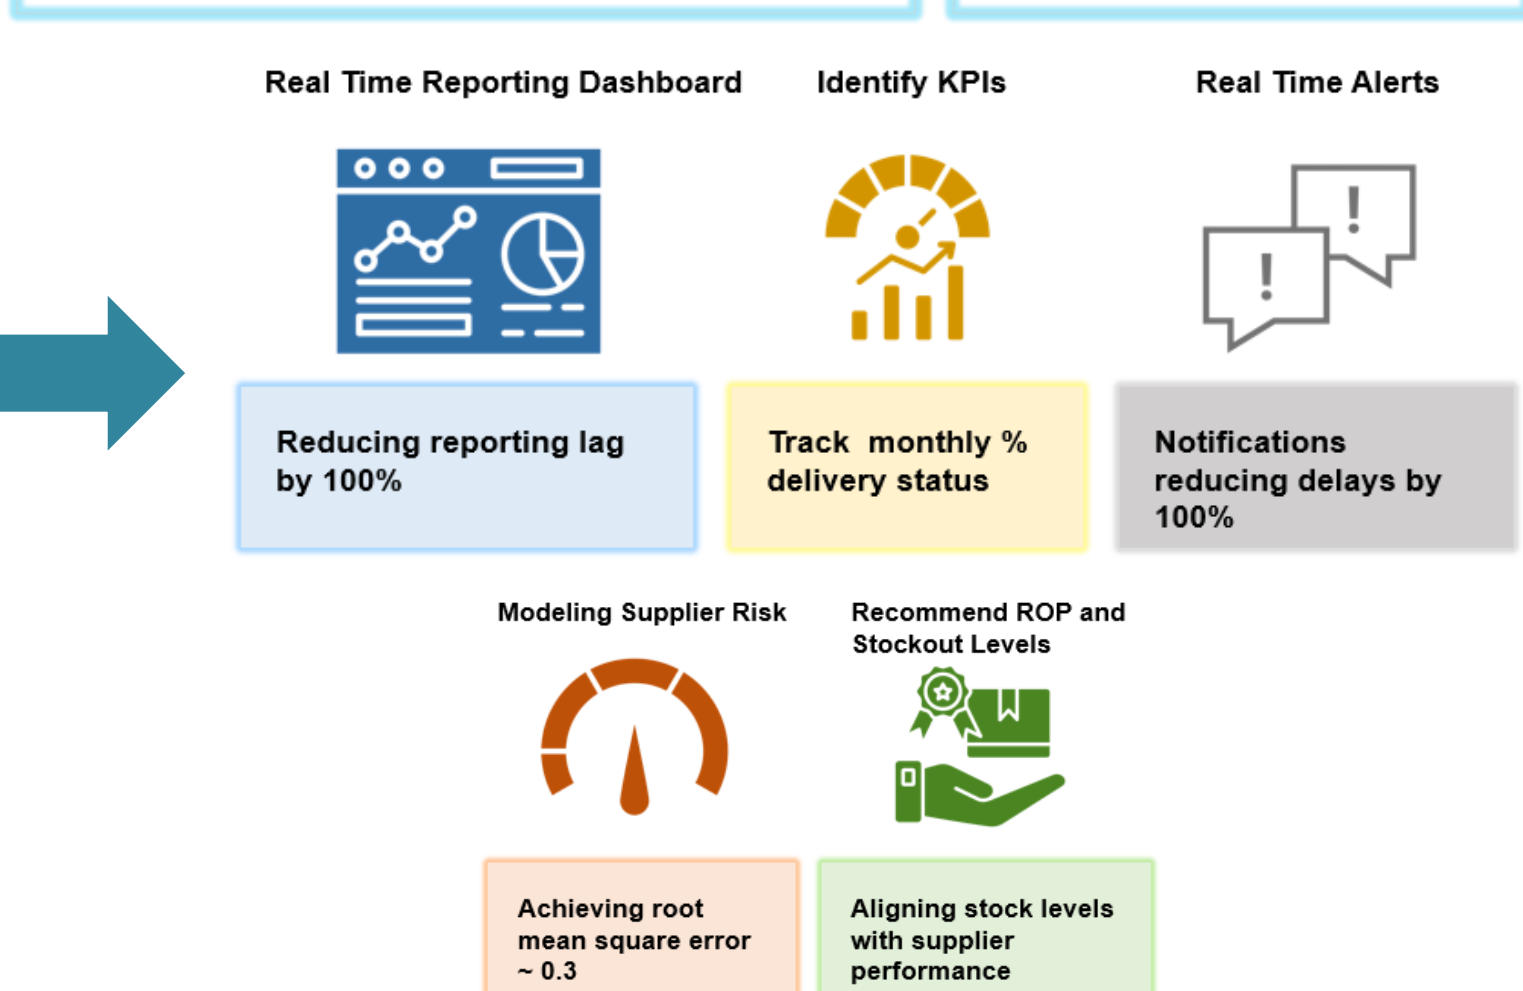 Real Time Reporting Dashboard
Identify KPIs
Real Time Alerts
Reducing reporting lag
by 100%
Track monthly %
delivery status
Notifications
reducing delays by
100%
Modeling Supplier Risk
Recommend ROP and
Stockout Levels
Achieving root
mean square error
~ 0.3
Aligning stock levels
with supplier
performance